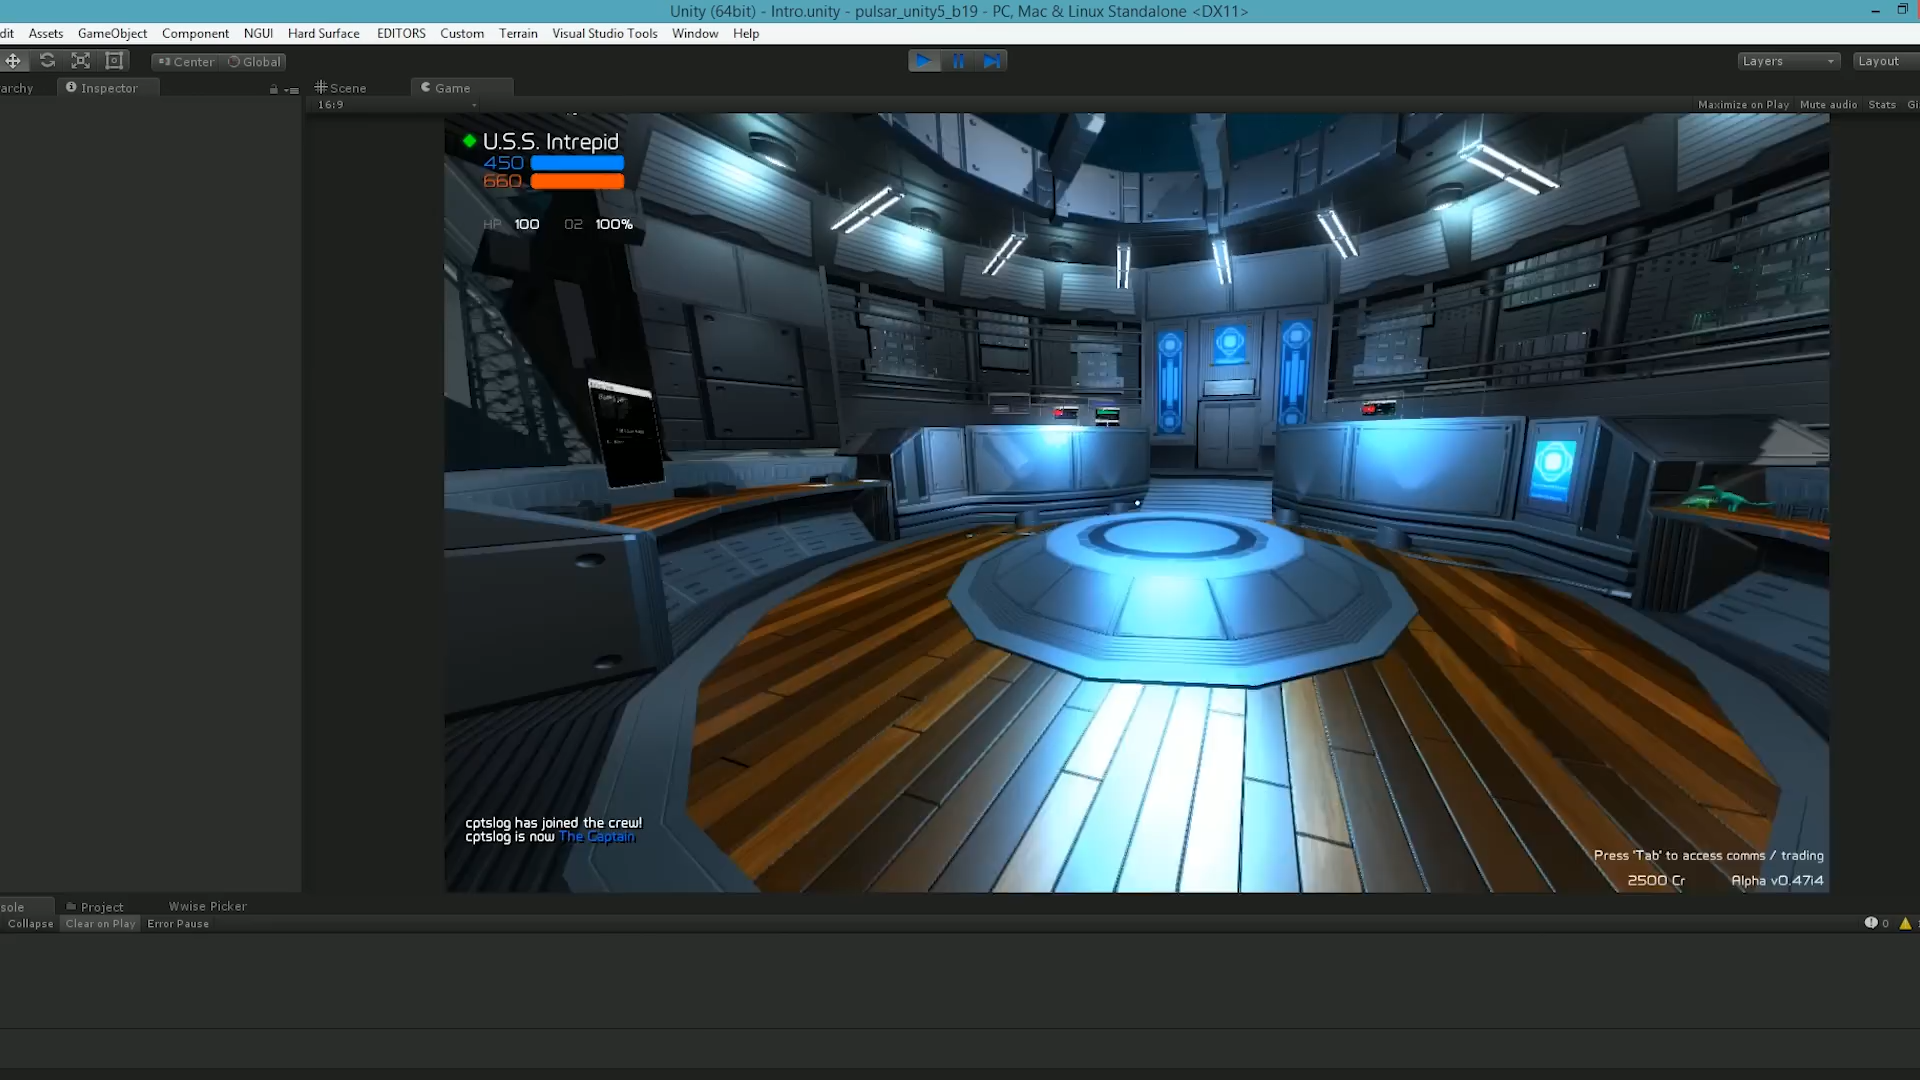 Unity (64bit) - Intro.unity - pulsar_unity5_b19 - PC, Mac & Linux Standalone <DX11>
dit Assets GameObject Component NGUI Hard Surface EDITORS Custom Terrain Visual Studio Tools Window Help
Center Global Layers Layout
archy Inspector Scene Game
16:9 Maximize on Play Mute audio Stats Gi
U.S.S. Intrepid
450
660
HP 100 O2 100%
cptslog has joined the crew!
cptslog is now The Captain
Press 'Tab' to access comms / trading
2500 Cr Alpha v0.47i4
sole Project Wwise Picker
Collapse Clear on Play Error Pause 0